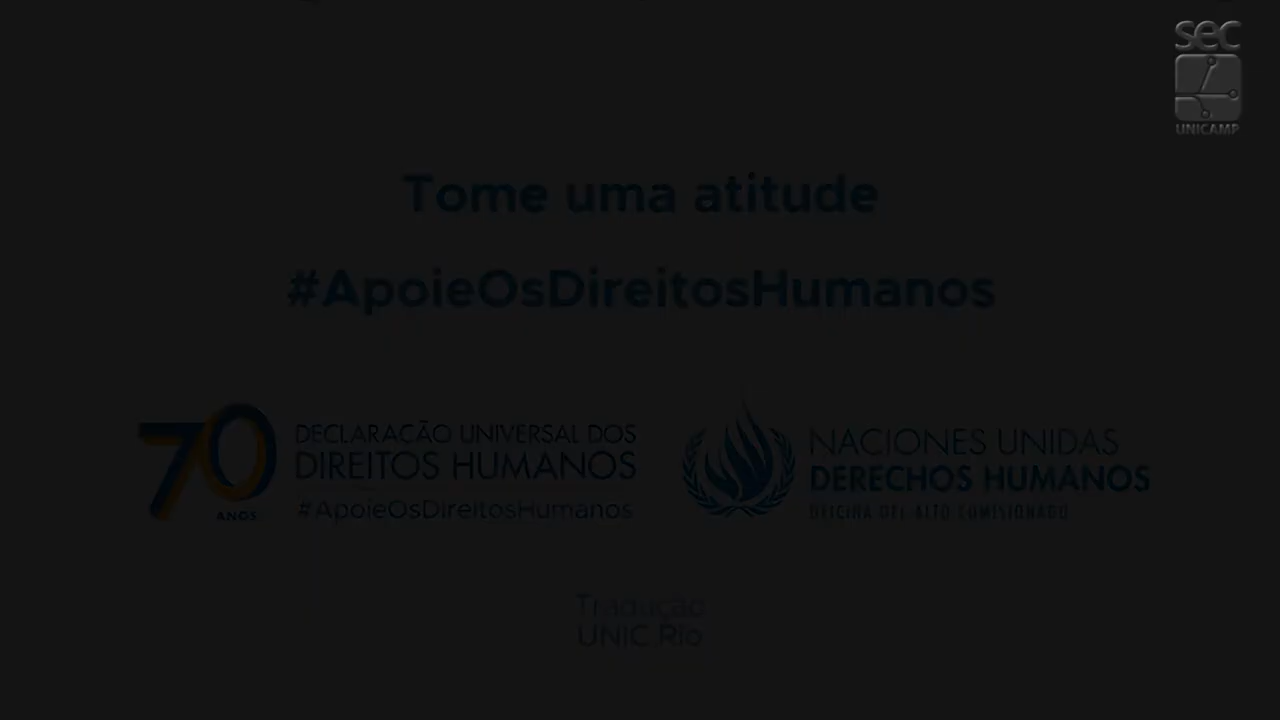 sec
UNICAMP
Tome uma atitude
#ApoieOsDireitosHumanos
70
ANOS
DECLARAÇÃO UNIVERSAL DOS
DIREITOS HUMANOS
#ApoieOsDireitosHumanos
NACIONES UNIDAS
DERECHOS HUMANOS
OFICINA DEL ALTO COMISIONADO
Tradução
UNIC Rio